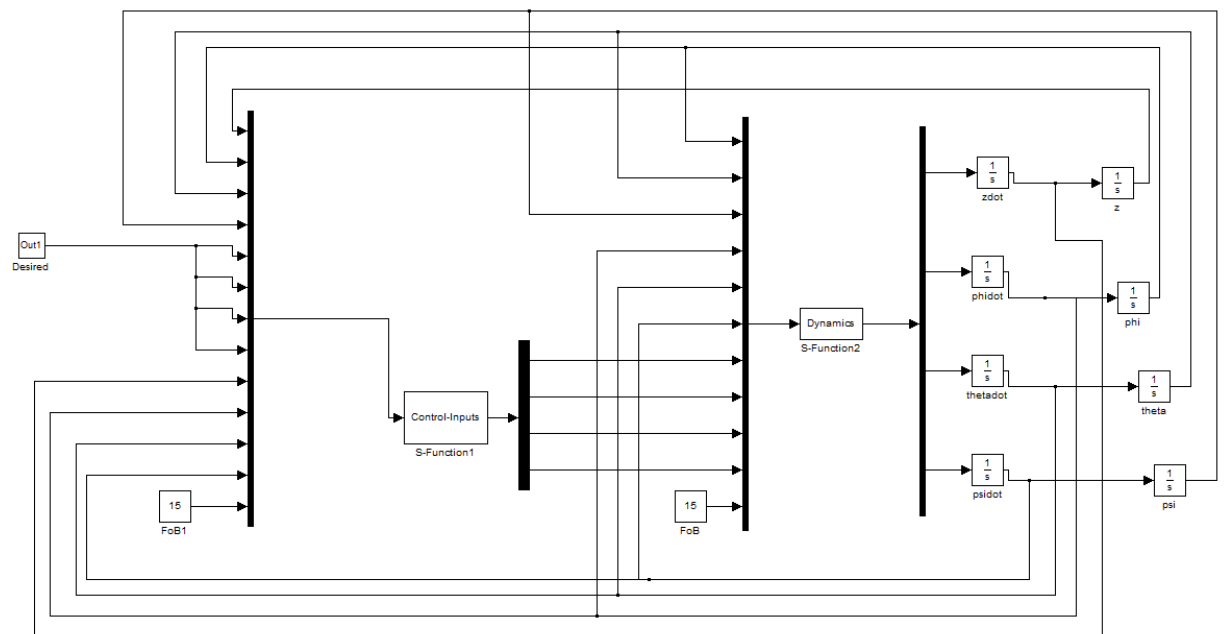 1
s
zdot
1
s
z
Out1
Desired
1
s
phidot
1
s
phi
Dynamics
S-Function2
1
s
thetadot
1
s
theta
Control-Inputs
S-Function1
1
s
psidot
1
s
psi
15
FoB1
15
FoB